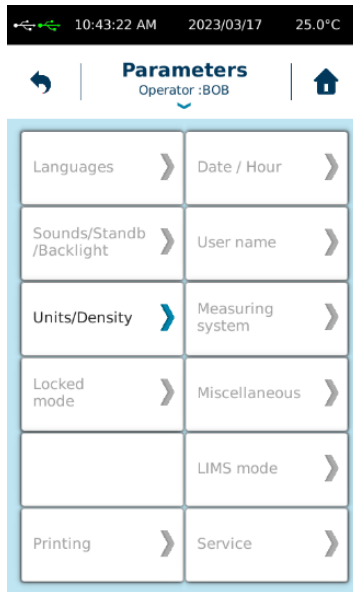 10:43:22 AM 2023/03/17 25.0°C
Parameters
Operator :BOB
Languages
Date / Hour
Sounds/Standb
/Backlight
User name
Units/Density
Measuring
system
Locked
mode
Miscellaneous
LIMS mode
Printing
Service